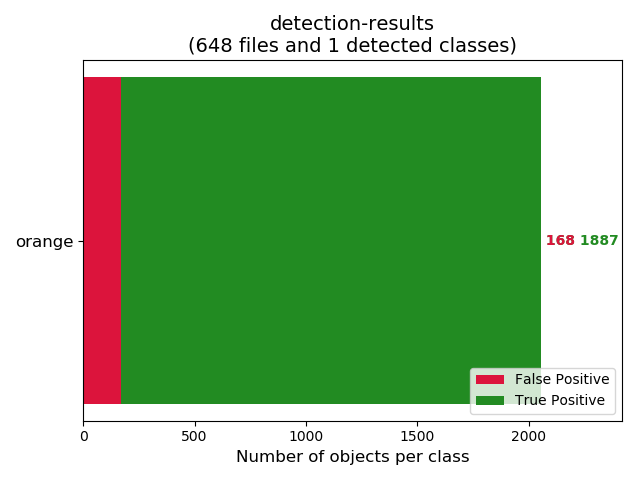 detection-results
(648 files and 1 detected classes)
orange
168 1887
False Positive
True Positive
0 500 1000 1500 2000
Number of objects per class